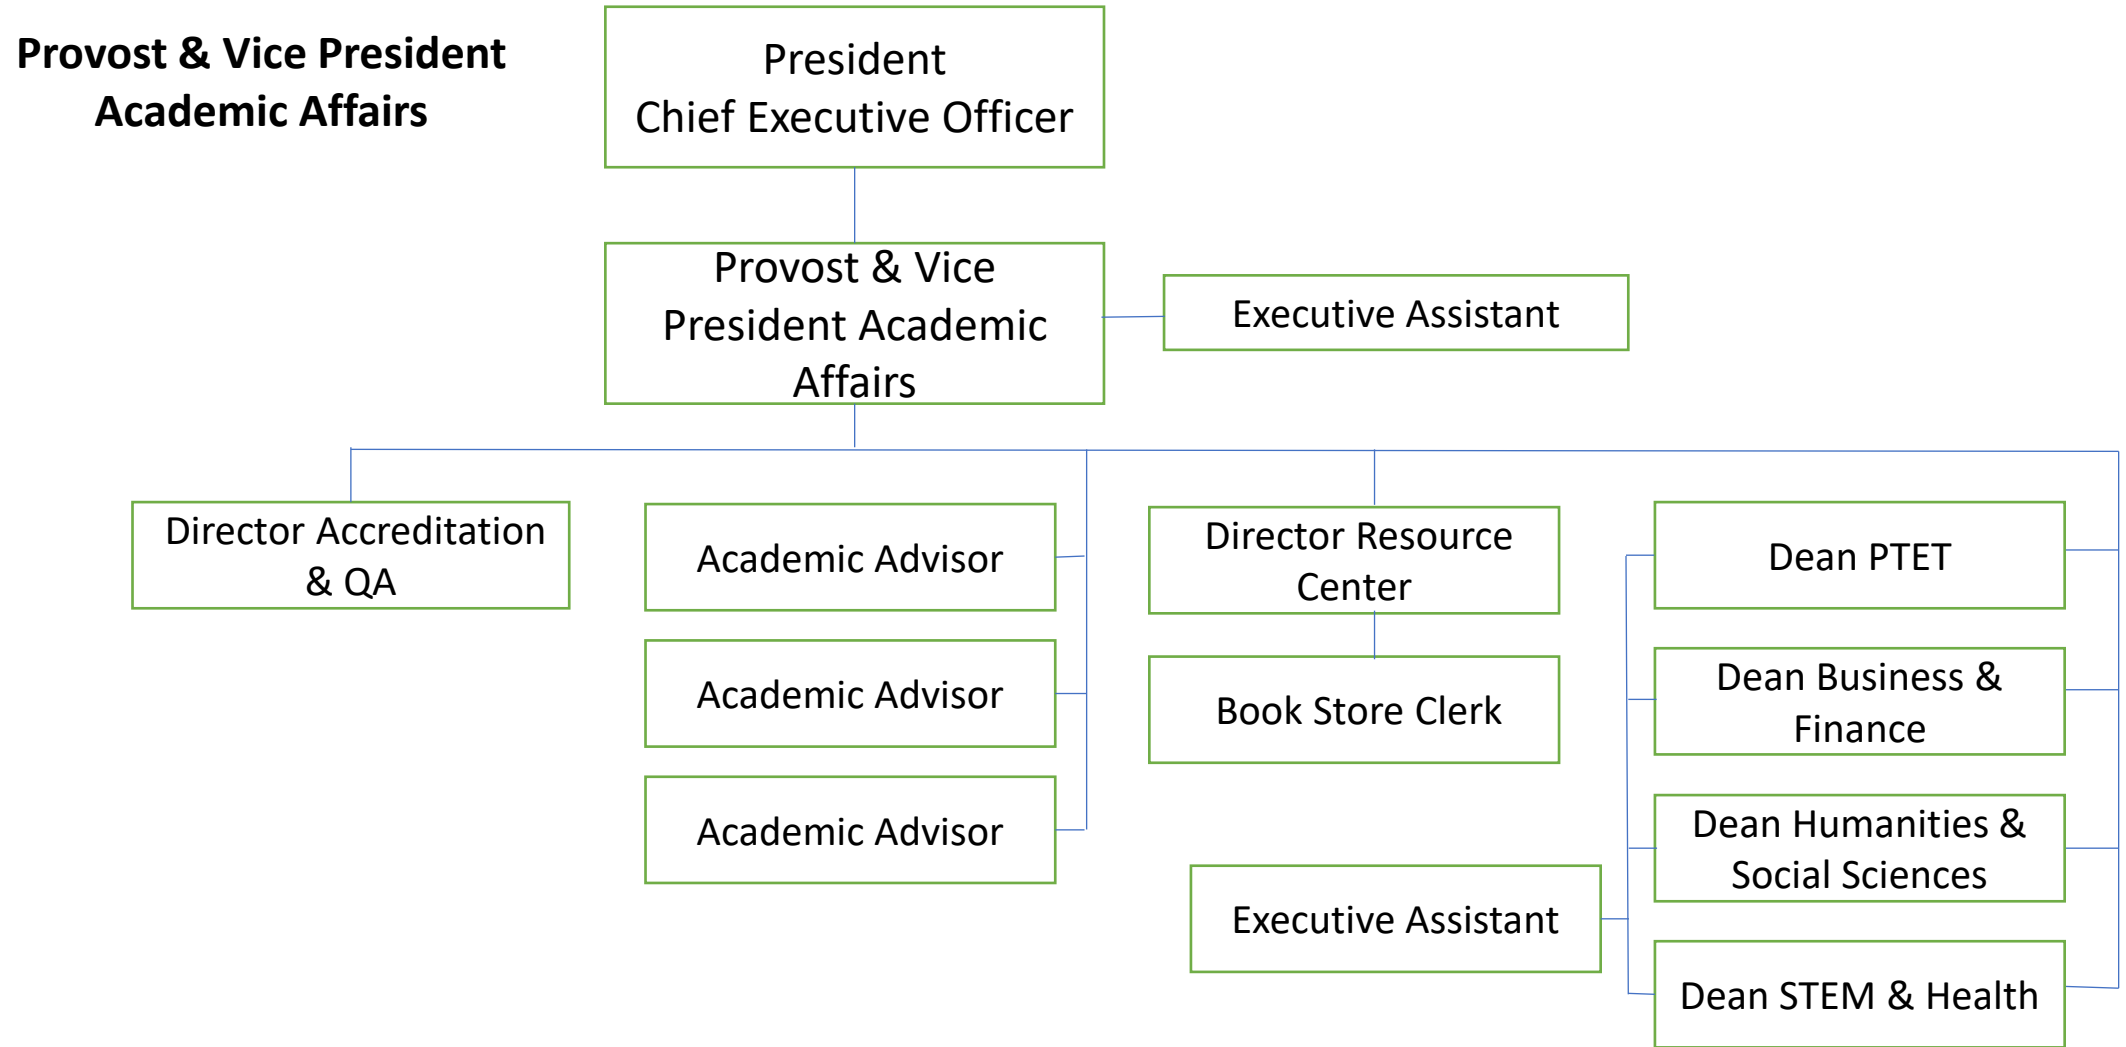 Provost & Vice President
Academic Affairs
President
Chief Executive Officer
Provost & Vice
President Academic
Affairs
Executive Assistant
Director Accreditation
& QA
Academic Advisor
Academic Advisor
Academic Advisor
Director Resource
Center
Book Store Clerk
Executive Assistant
Dean PTET
Dean Business &
Finance
Dean Humanities &
Social Sciences
Dean STEM & Health